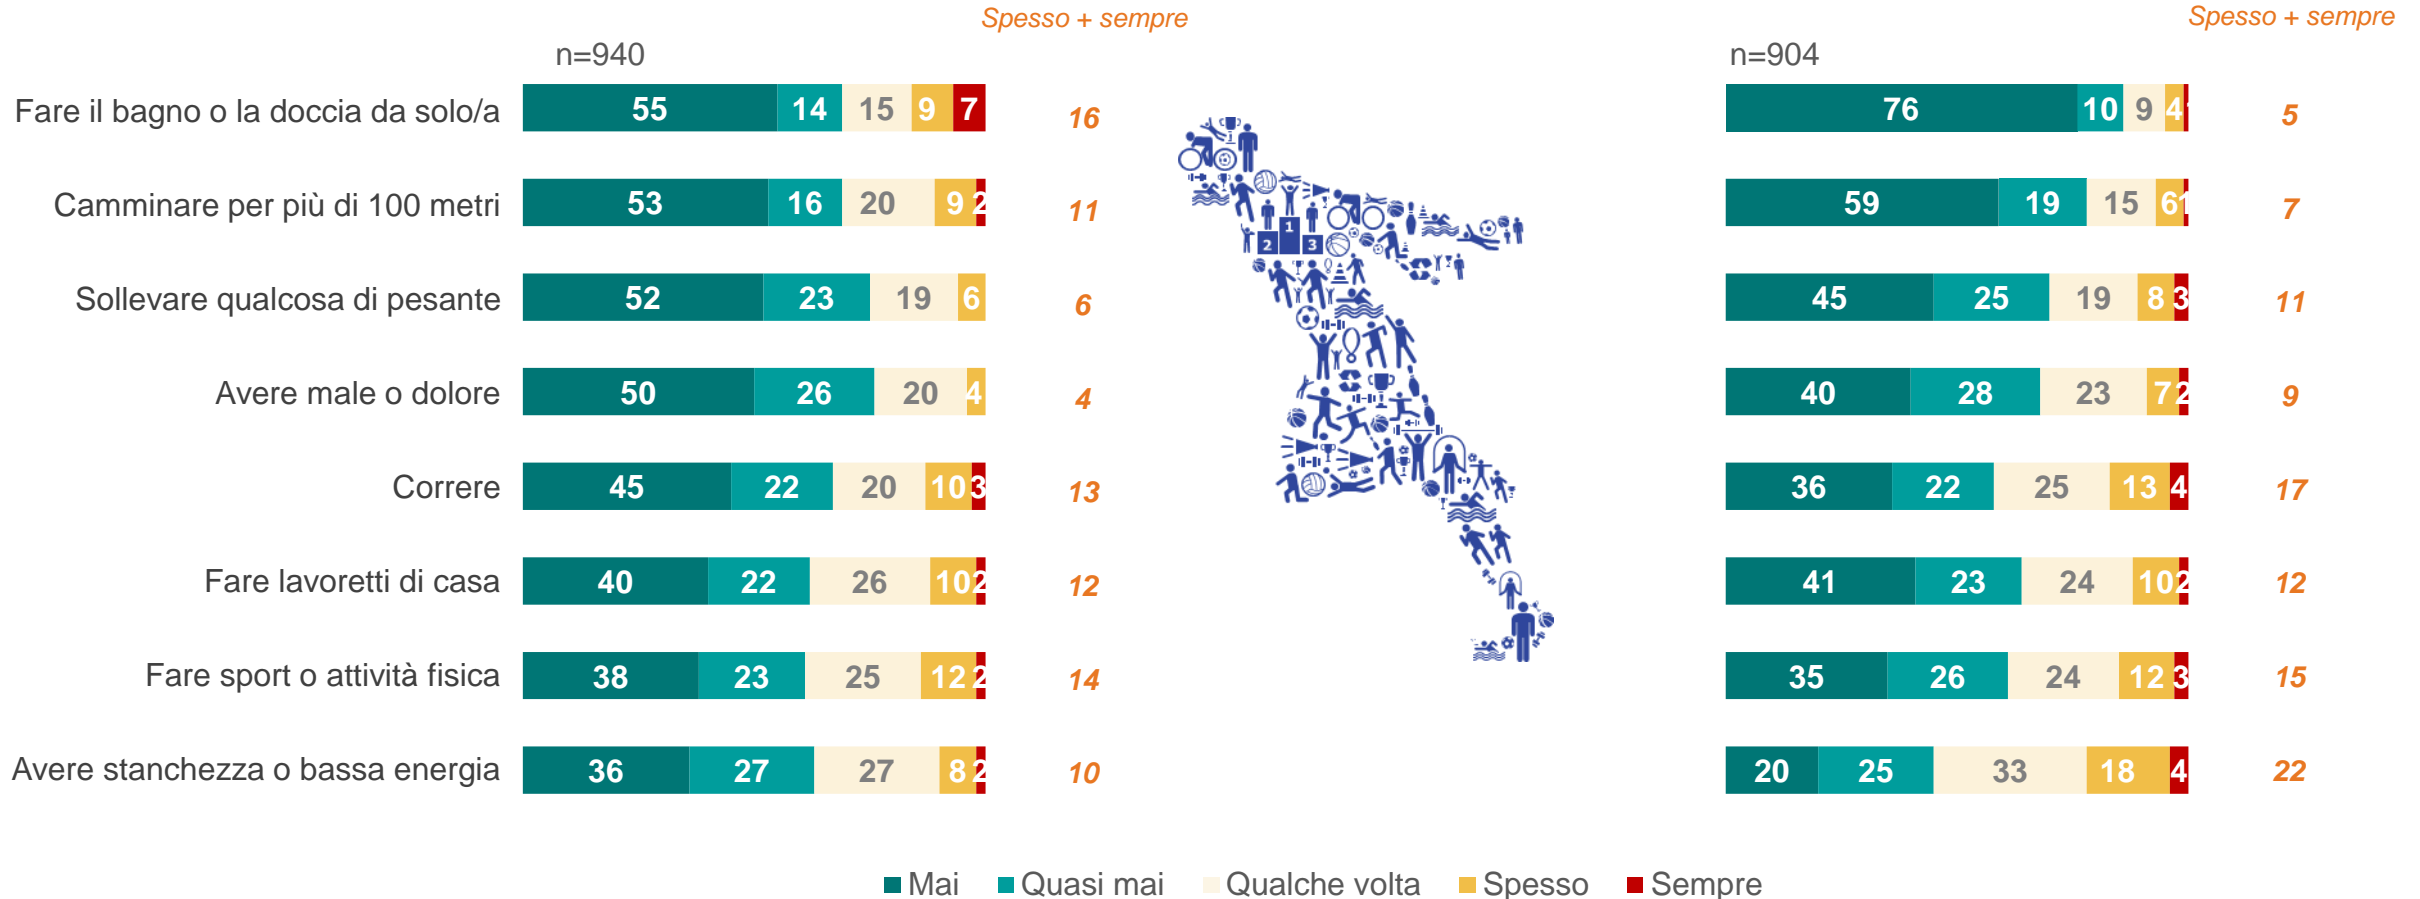 Spesso + sempre Spesso + sempre
n=940 n=904
Fare il bagno o la doccia da solo/a 55 14 15 9 7 16 76 10 9 4 1 5
Camminare per più di 100 metri 53 16 20 9 2 11 59 19 15 6 1 7
1
2 3
Sollevare qualcosa di pesante 52 23 19 6 6 45 25 19 8 3 11
Avere male o dolore 50 26 20 4 4 40 28 23 7 2 9
Correre 45 22 20 10 3 13 36 22 25 13 4 17
Fare lavoretti di casa 40 22 26 10 2 12 41 23 24 10 2 12
Fare sport o attività fisica 38 23 25 12 2 14 35 26 24 12 3 15
Avere stanchezza o bassa energia 36 27 27 8 2 10 20 25 33 18 4 22
Mai Quasi mai Qualche volta Spesso Sempre